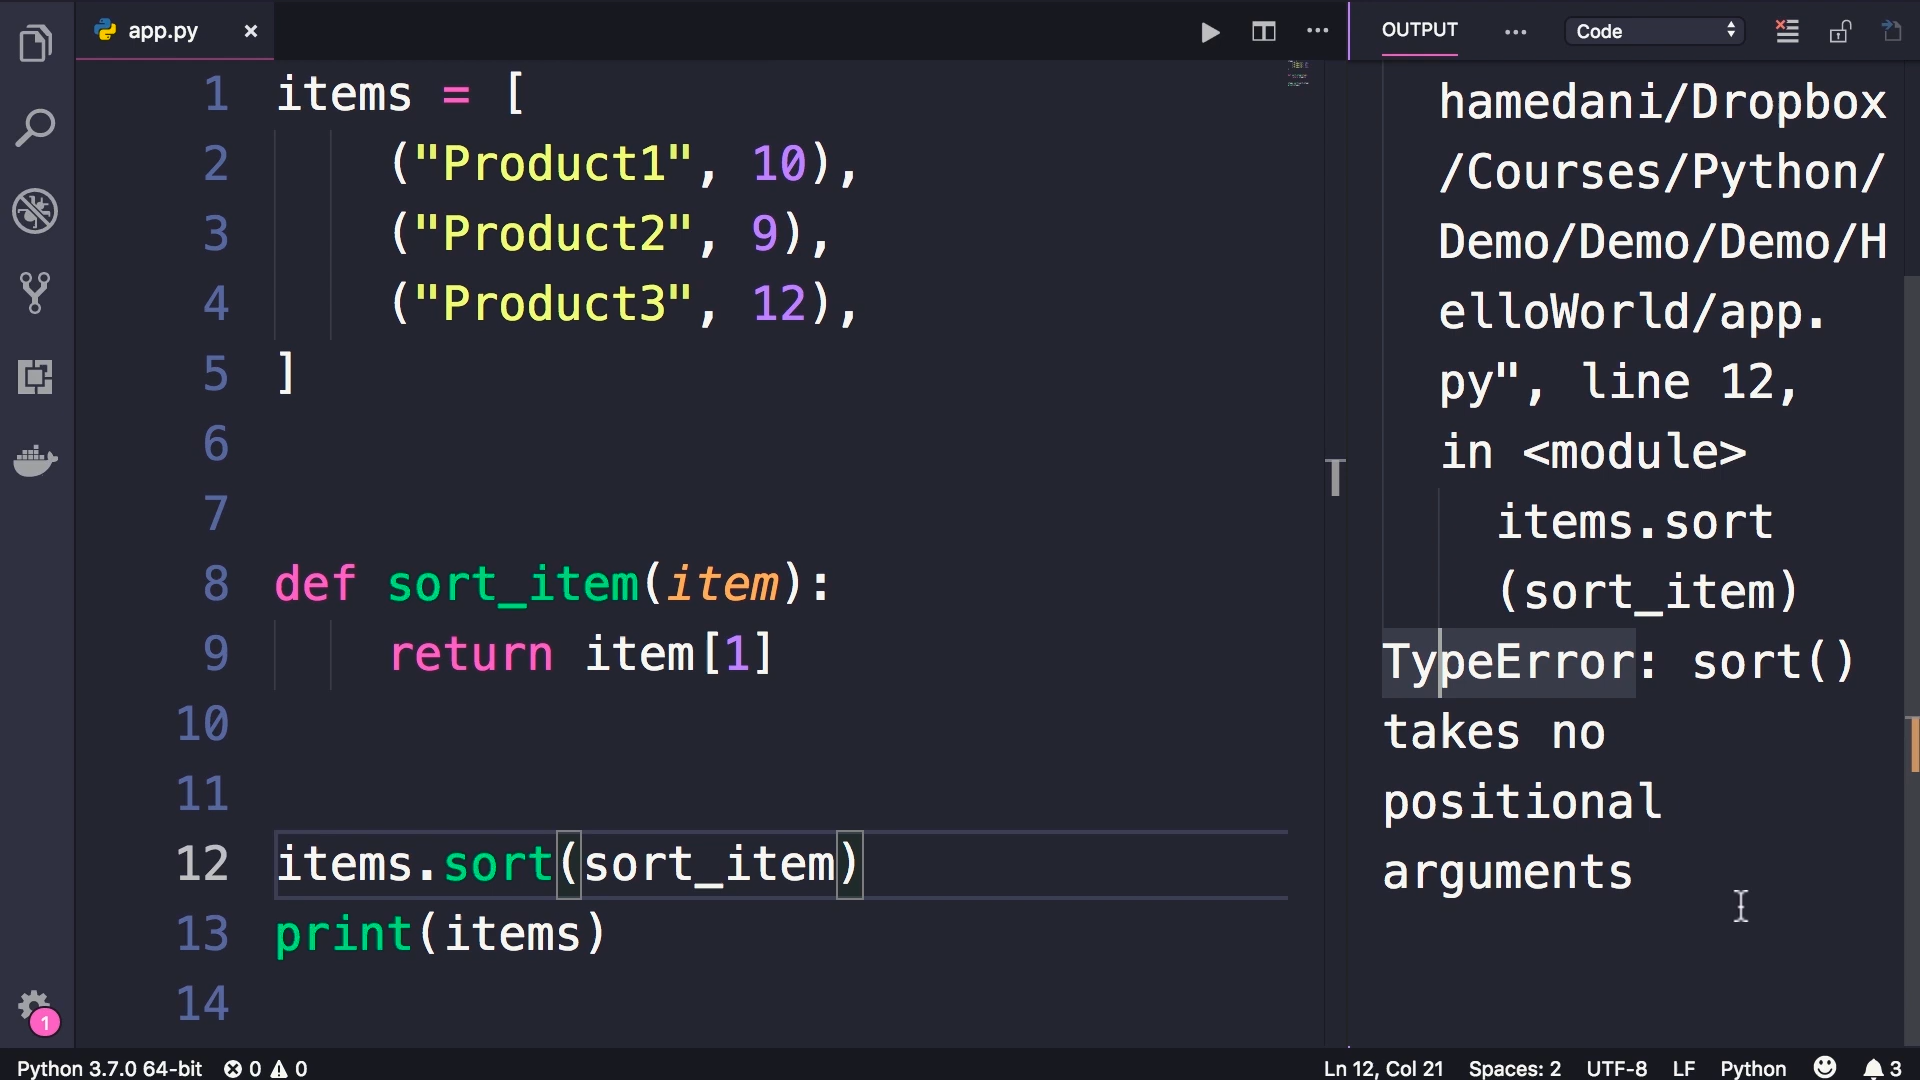 app.py ×
1 items = [
2 ("Product1", 10),
3 ("Product2", 9),
4 ("Product3", 12),
5 ]
6
7
8 def sort_item(item):
9 return item[1]
10
11
12 items.sort(sort_item)
13 print(items)
14
OUTPUT ... Code
hamedani/Dropbox
/Courses/Python/
Demo/Demo/Demo/H
elloWorld/app.
py", line 12,
in <module>
items.sort
(sort_item)
TypeError: sort()
takes no
positional
arguments
1
Python 3.7.0 64-bit 0 0 Ln 12, Col 21 Spaces: 2 UTF-8 LF Python 3